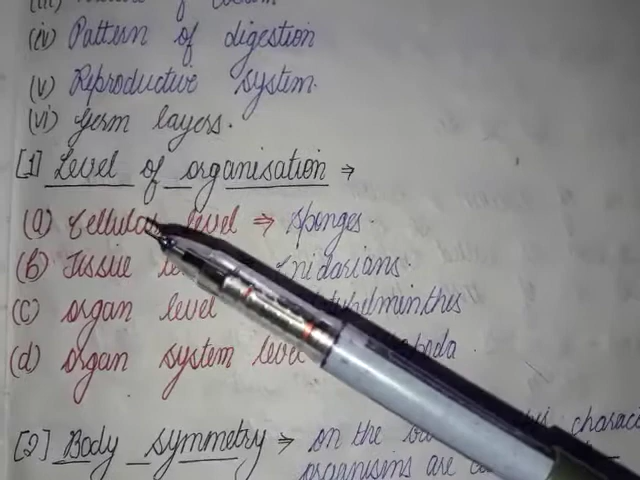 (iv) Pattern of digestion
(v) Reproductive system.
(vi) Germ layers.
[1] Level of organisation ⇒
(a) Cellular level ⇒ sponges.
(b) Tissue
(c) organ level
(d) organ system level
[2] Body symmetry ⇒ on the
organisms are